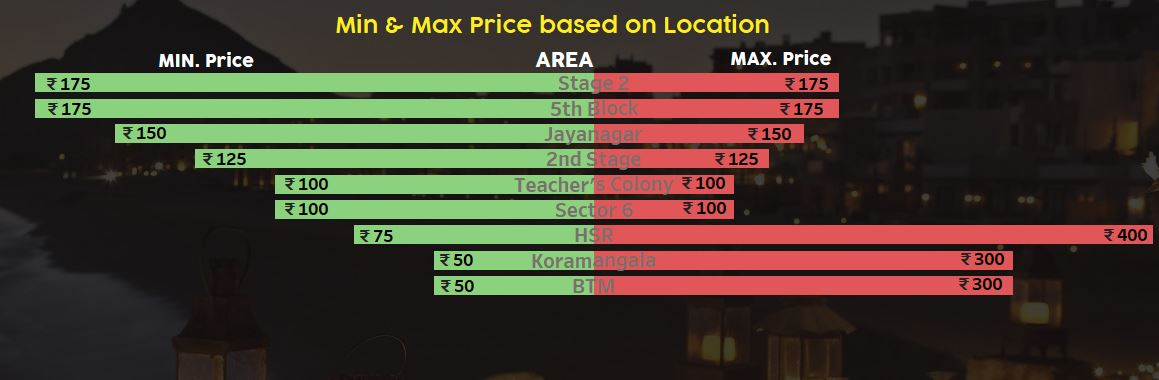 Min & Max Price based on Location
MIN. Price AREA MAX. Price
₹ 175 Stage 2 ₹ 175
₹ 175 5th Block ₹ 175
₹ 150 Jayanagar ₹ 150
₹ 125 2nd Stage ₹ 125
₹ 100 Teacher's Colony ₹ 100
₹ 100 Sector 6 ₹ 100
₹ 75 HSR ₹ 400
₹ 50 Koramangala ₹ 300
₹ 50 BTM ₹ 300